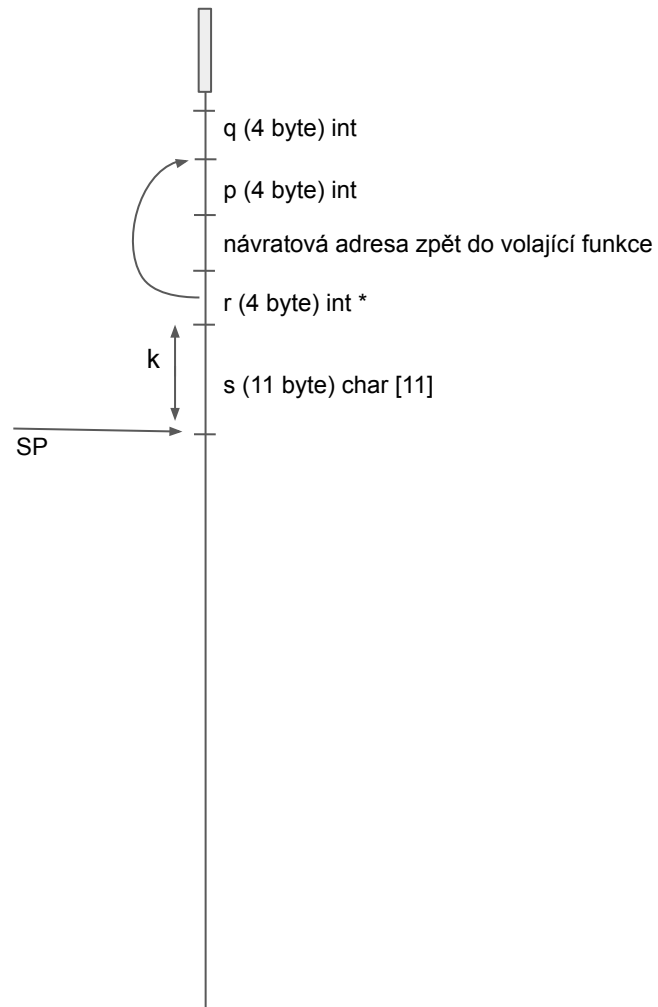 q (4 byte) int
p (4 byte) int
návratová adresa zpět do volající funkce
r (4 byte) int *
k
s (11 byte) char [11]
SP